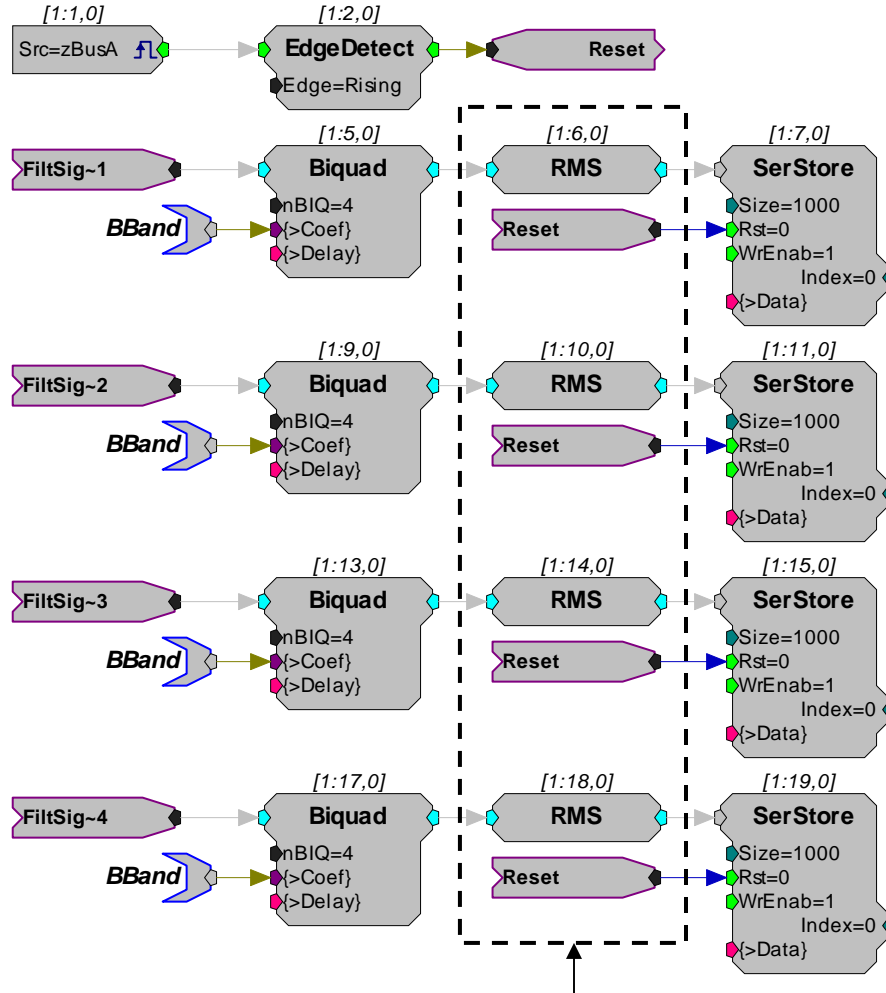 [1:1,0] [1:2,0]
Src=zBusA EdgeDetect Reset
Edge=Rising
[1:5,0] [1:6,0] [1:7,0]
FiltSig~1 Biquad RMS SerStore
nBIQ=4 Size=1000
BBand {>Coef} Reset Rst=0
{>Delay} WrEnab=1
Index=0
{>Data}
[1:9,0] [1:10,0] [1:11,0]
FiltSig~2 Biquad RMS SerStore
nBIQ=4 Size=1000
BBand {>Coef} Reset Rst=0
{>Delay} WrEnab=1
Index=0
{>Data}
[1:13,0] [1:14,0] [1:15,0]
FiltSig~3 Biquad RMS SerStore
nBIQ=4 Size=1000
BBand {>Coef} Reset Rst=0
{>Delay} WrEnab=1
Index=0
{>Data}
[1:17,0] [1:18,0] [1:19,0]
FiltSig~4 Biquad RMS SerStore
nBIQ=4 Size=1000
BBand {>Coef} Reset Rst=0
{>Delay} WrEnab=1
Index=0
{>Data}